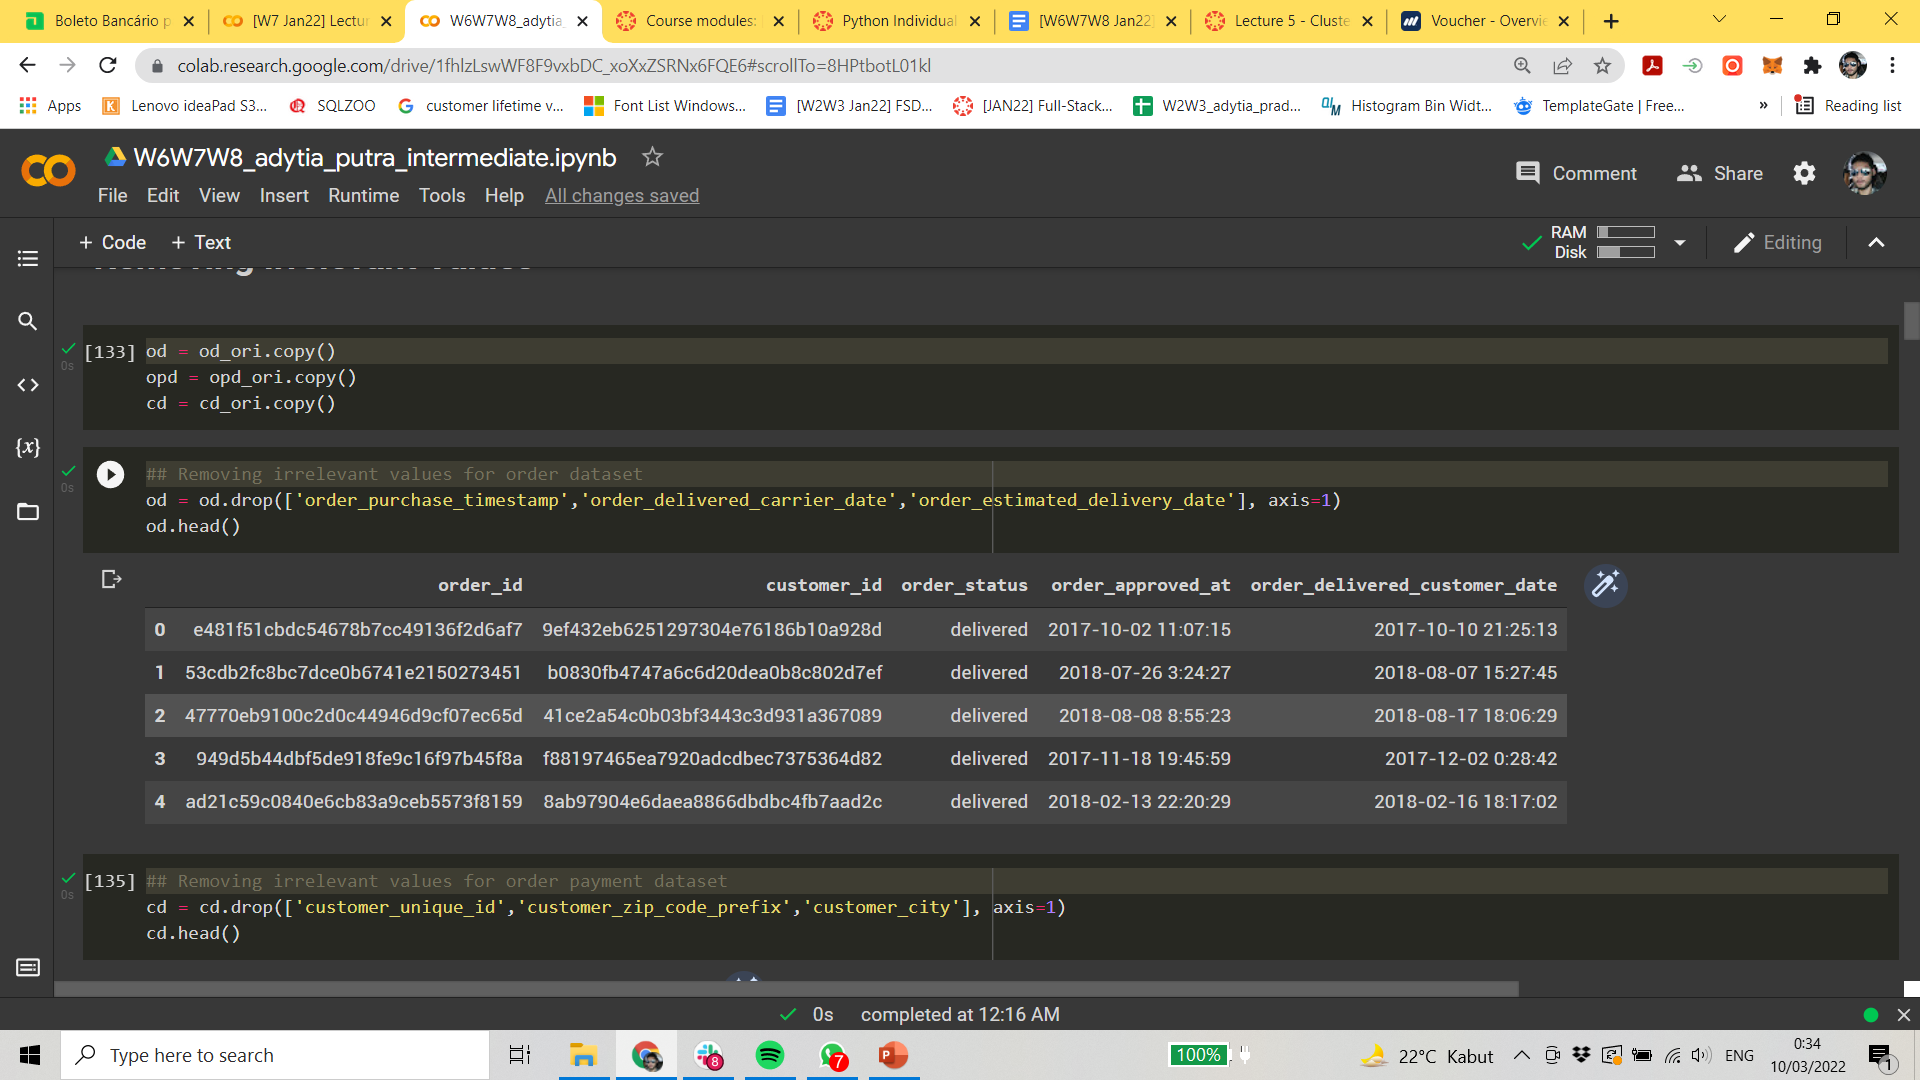 Boleto Bancário p
[W7 Jan22] Lectur
W6W7W8_adytia_
Course modules:
Python Individual
[W6W7W8 Jan22]
Lecture 5 - Cluste
Voucher - Overvie
colab.research.google.com/drive/1fhlzLswWF8F9vxbDC_xoXxZSRNx6FQE6#scrollTo=8HPtbotL01kl
Apps
Lenovo ideaPad S3...
SQLZOO
customer lifetime v...
Font List Windows...
[W2W3 Jan22] FSD...
[JAN22] Full-Stack...
W2W3_adytia_prad...
Histogram Bin Widt...
TemplateGate | Free...
»
Reading list
W6W7W8_adytia_putra_intermediate.ipynb
Comment
Share
File Edit View Insert Runtime Tools Help All changes saved
+ Code + Text
RAM
Disk
Editing
Removing Irrelevant Values
[133] od = od_ori.copy()
opd = opd_ori.copy()
cd = cd_ori.copy()
0s
## Removing irrelevant values for order dataset
od = od.drop(['order_purchase_timestamp','order_delivered_carrier_date','order_estimated_delivery_date'], axis=1)
od.head()
0s
order_id customer_id order_status order_approved_at order_delivered_customer_date
0 e481f51cbdc54678b7cc49136f2d6af7 9ef432eb6251297304e76186b10a928d delivered 2017-10-02 11:07:15 2017-10-10 21:25:13
1 53cdb2fc8bc7dce0b6741e2150273451 b0830fb4747a6c6d20dea0b8c802d7ef delivered 2018-07-26 3:24:27 2018-08-07 15:27:45
2 47770eb9100c2d0c44946d9cf07ec65d 41ce2a54c0b03bf3443c3d931a367089 delivered 2018-08-08 8:55:23 2018-08-17 18:06:29
3 949d5b44dbf5de918fe9c16f97b45f8a f88197465ea7920adcdbec7375364d82 delivered 2017-11-18 19:45:59 2017-12-02 0:28:42
4 ad21c59c0840e6cb83a9ceb5573f8159 8ab97904e6daea8866dbdbc4fb7aad2c delivered 2018-02-13 22:20:29 2018-02-16 18:17:02
[135] ## Removing irrelevant values for order payment dataset
cd = cd.drop(['customer_unique_id','customer_zip_code_prefix','customer_city'], axis=1)
cd.head()
0s
0s completed at 12:16 AM
Type here to search
8
7
100%
22°C Kabut
ENG
0:34
10/03/2022
1